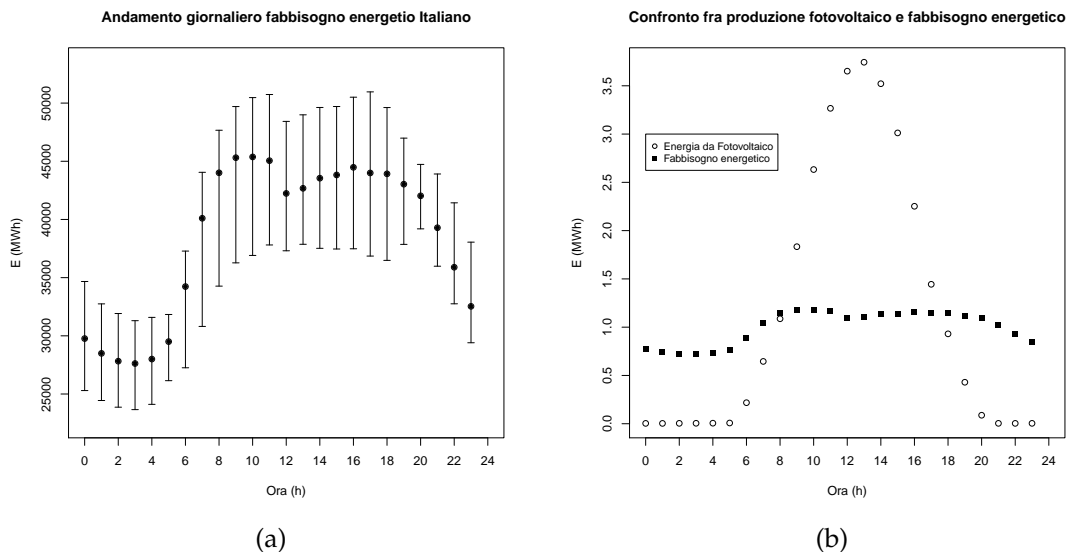 Andamento giornaliero fabbisogno energetio Italiano
E (MWh)
50000
45000
40000
35000
30000
25000
0 2 4 6 8 10 12 14 16 18 20 22 24
Ora (h)
(a)
Confronto fra produzione fotovoltaico e fabbisogno energetico
E (MWh)
3.5
3.0
2.5
2.0
1.5
1.0
0.5
0.0
Energia da Fotovoltaico
Fabbisogno energetico
0 2 4 6 8 10 12 14 16 18 20 22 24
Ora (h)
(b)